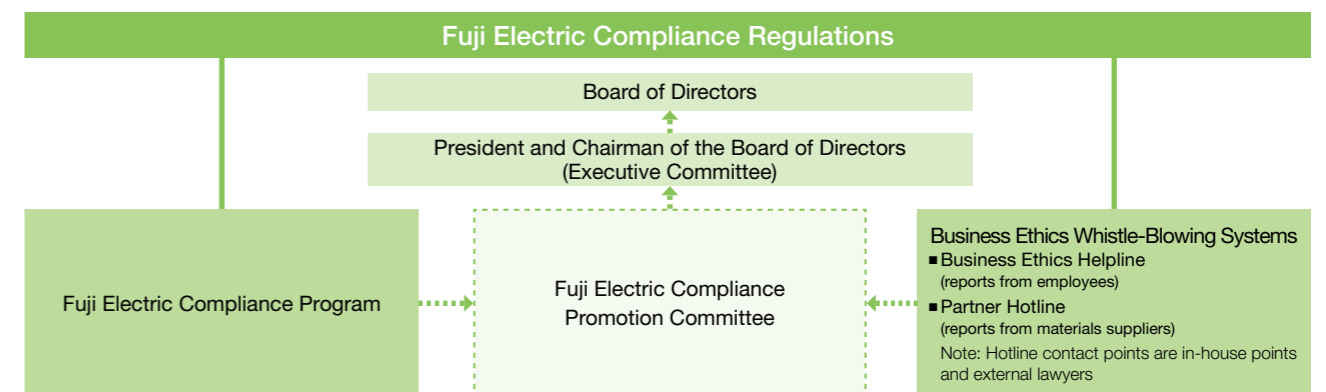 Fuji Electric Compliance Regulations
Board of Directors
President and Chairman of the Board of Directors
(Executive Committee)
Fuji Electric Compliance Program
Fuji Electric Compliance
Promotion Committee
Business Ethics Whistle-Blowing Systems
■ Business Ethics Helpline
(reports from employees)
■ Partner Hotline
(reports from materials suppliers)
Note: Hotline contact points are in-house points
and external lawyers